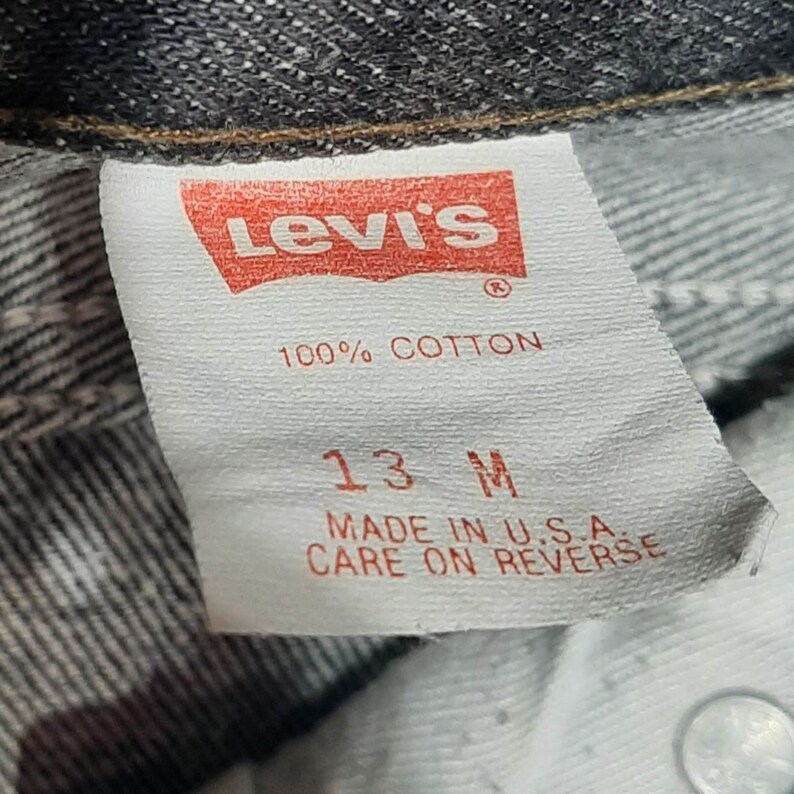 Levi's
®
100% COTTON
13 M
MADE IN U.S.A.
CARE ON REVERSE